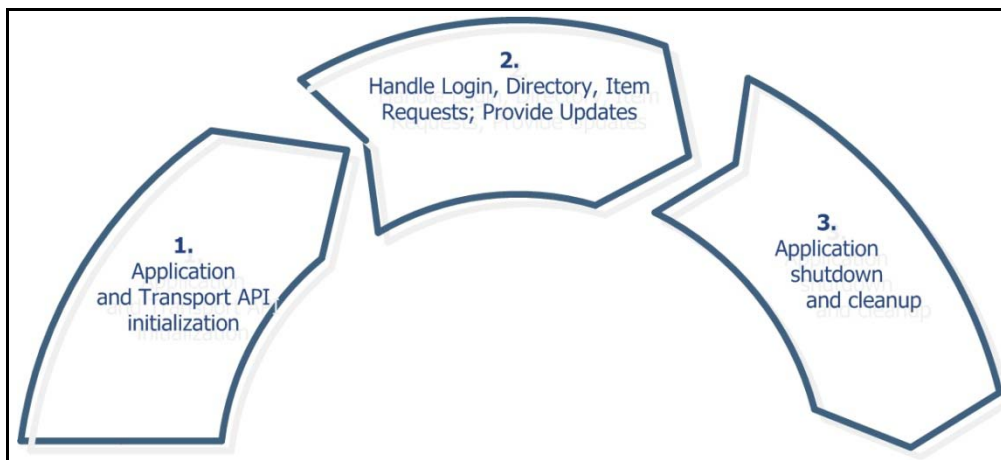 1.
Application
and Transport API
initialization
2.
Handle Login, Directory, Item
Requests; Provide Updates
3.
Application
shutdown
and cleanup